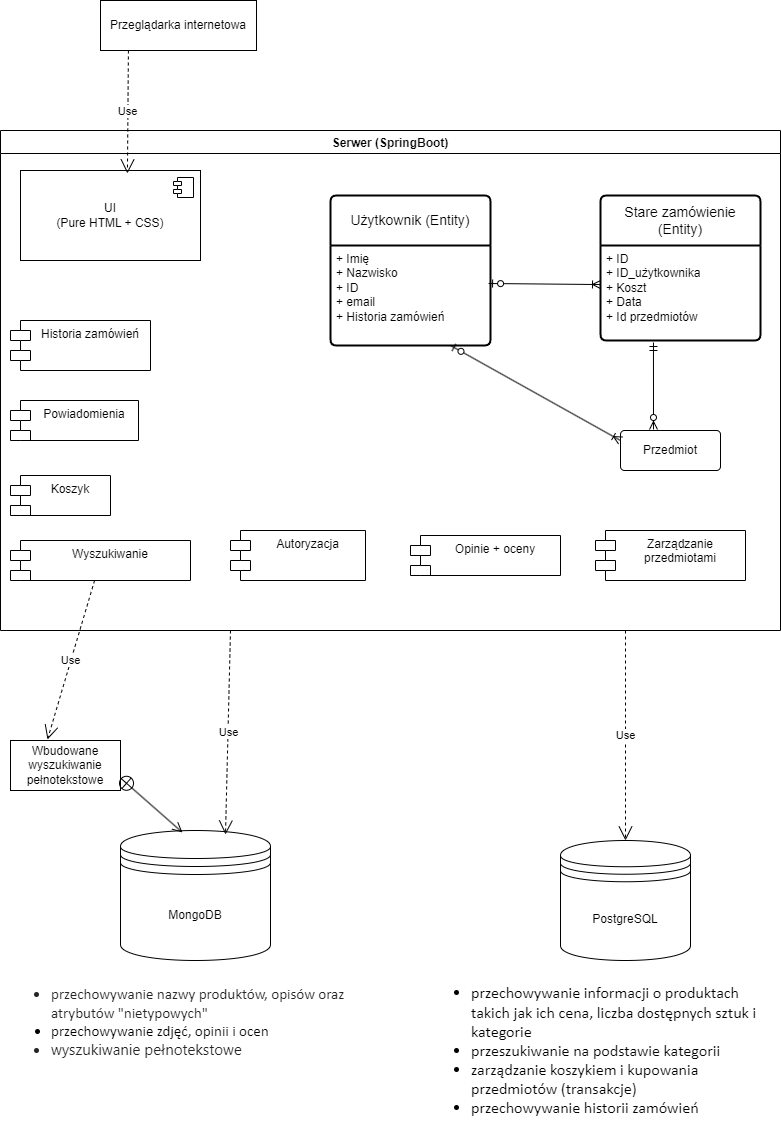 Przeglądarka internetowa
Use
Serwer (SpringBoot)
UI
(Pure HTML + CSS)
Użytkownik (Entity)
+ Imię
+ Nazwisko
+ ID
+ email
+ Historia zamówień
Stare zamówienie
(Entity)
+ ID
+ ID_użytkownika
+ Koszt
+ Data
+ Id przedmiotów
Historia zamówień
Powiadomienia
Przedmiot
Koszyk
Wyszukiwanie
Autoryzacja
Opinie + oceny
Zarządzanie
przedmiotami
Use
Use
Use
Wbudowane
wyszukiwanie
pełnotekstowe
MongoDB
PostgreSQL
• przechowywanie nazwy produktów, opisów oraz
atrybutów "nietypowych"
• przechowywanie zdjęć, opinii i ocen
• wyszukiwanie pełnotekstowe
• przechowywanie informacji o produktach
takich jak ich cena, liczba dostępnych sztuk i
kategorie
• przeszukiwanie na podstawie kategorii
• zarządzanie koszykiem i kupowania
przedmiotów (transakcje)
• przechowywanie historii zamówień